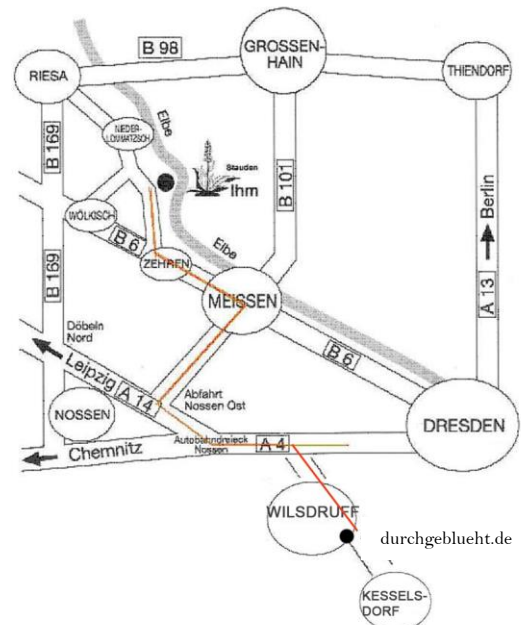 B 98
GROSSEN-
HAIN
RIESA
THIENDORF
Elbe
NIEDER-
LOMMATZSCH
B 169
Stauden
Ihm
B 101
Berlin
WÖLKISCH
B 6
Elbe
ZEHREN
B 169
MEISSEN
A 13
Döbeln
Nord
B 6
Leipzig
A 14
Abfahrt
Nossen Ost
NOSSEN
DRESDEN
Autobahndreieck
Nossen
A 4
Chemnitz
WILSDRUFF
durchgeblueht.de
KESSELS-
DORF